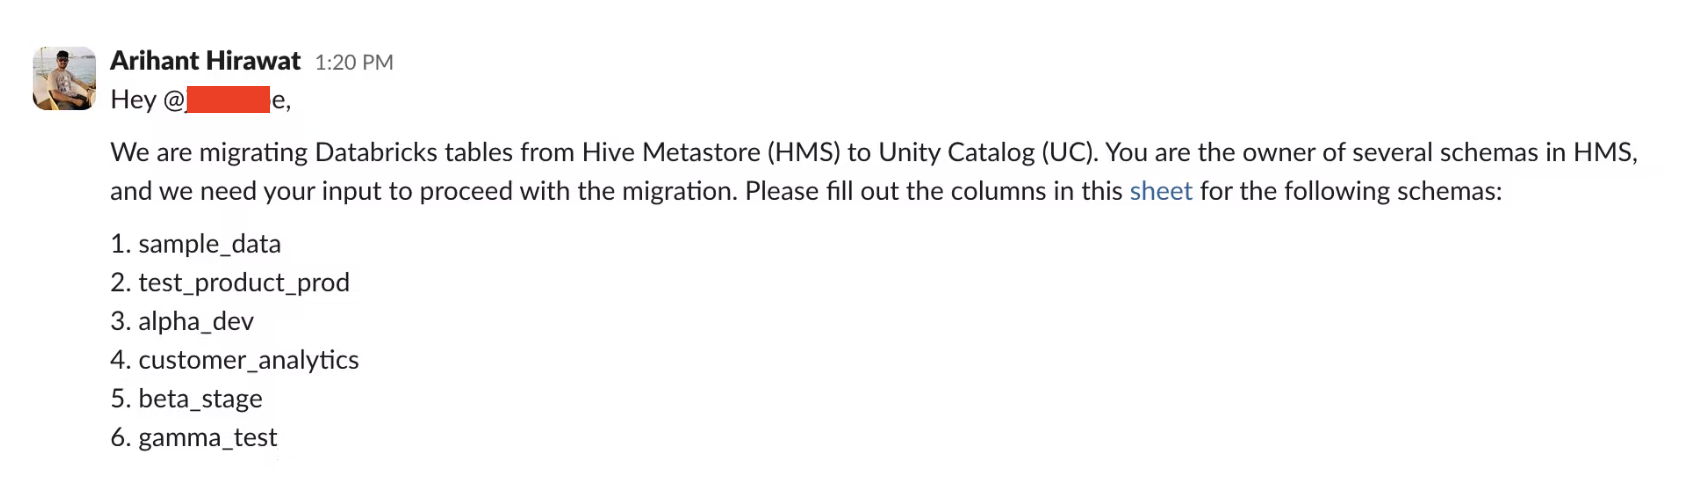 Arihant Hirawat 1:20 PM
Hey @
We are migrating Databricks tables from Hive Metastore (HMS) to Unity Catalog (UC). You are the owner of several schemas in HMS,
and we need your input to proceed with the migration. Please fill out the columns in this sheet for the following schemas:
1. sample_data
2. test_product_prod
3. alpha_dev
4. customer_analytics
5. beta_stage
6. gamma_test